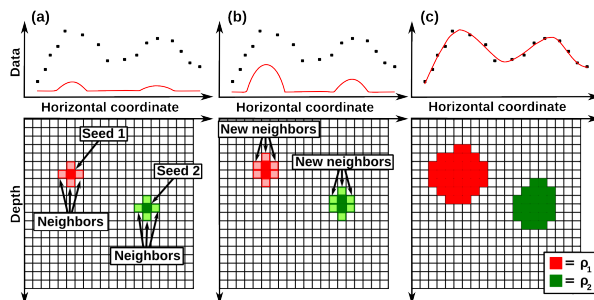 (a)
(b)
(c)
Data
Horizontal coordinate
Horizontal coordinate
Horizontal coordinate
Depth
Seed 1
Seed 2
Neighbors
Neighbors
New neighbors
New neighbors
= ρ1
= ρ2